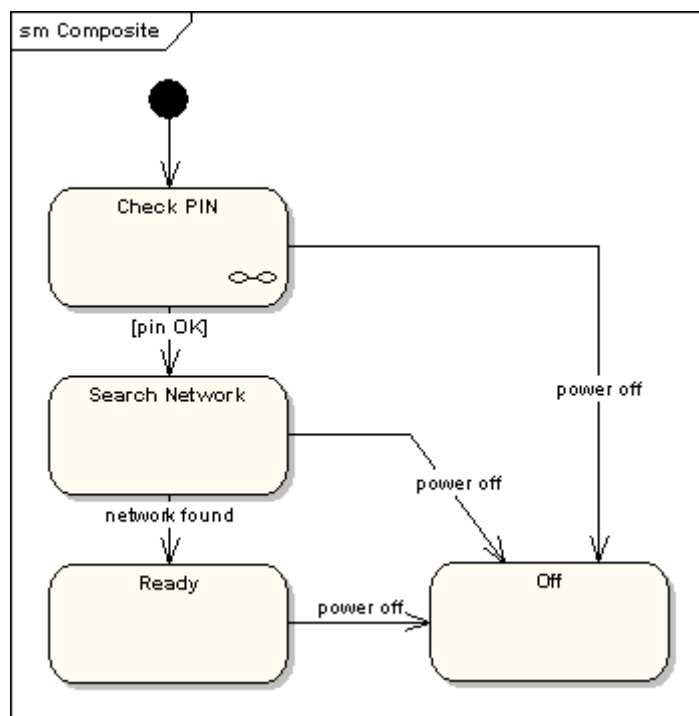 sm Composite
Check PIN
[pin OK]
Search Network
power off
power off
network found
Ready
Off
power off